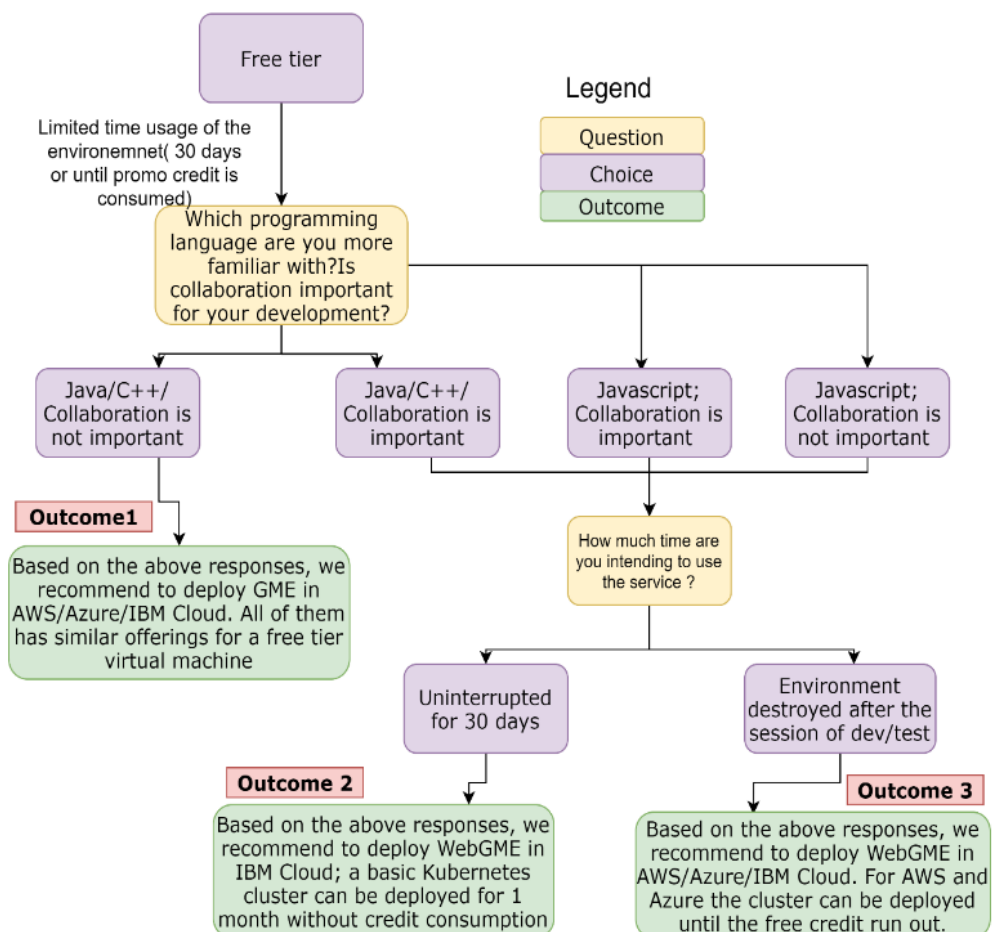 Free tier
Legend
Limited time usage of the
environemnet( 30 days
or until promo credit is
consumed)
Question
Choice
Outcome
Which programming
language are you more
familiar with?Is
collaboration important
for your development?
Java/C++/
Collaboration is
not important
Java/C++/
Collaboration is
important
Javascript;
Collaboration is
important
Javascript;
Collaboration is
not important
Outcome1
Based on the above responses, we
recommend to deploy GME in
AWS/Azure/IBM Cloud. All of them
has similar offerings for a free tier
virtual machine
How much time are
you intending to use
the service ?
Uninterrupted
for 30 days
Environment
destroyed after the
session of dev/test
Outcome 2
Based on the above responses, we
recommend to deploy WebGME in
IBM Cloud; a basic Kubernetes
cluster can be deployed for 1
month without credit consumption
Outcome 3
Based on the above responses, we
recommend to deploy WebGME in
AWS/Azure/IBM Cloud. For AWS and
Azure the cluster can be deployed
until the free credit run out.